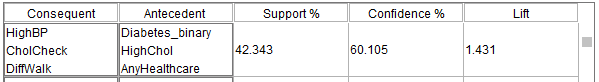 Consequent Antecedent Support % Confidence % Lift
HighBP Diabetes_binary
CholCheck HighChol 42.343 60.105 1.431
DiffWalk AnyHealthcare